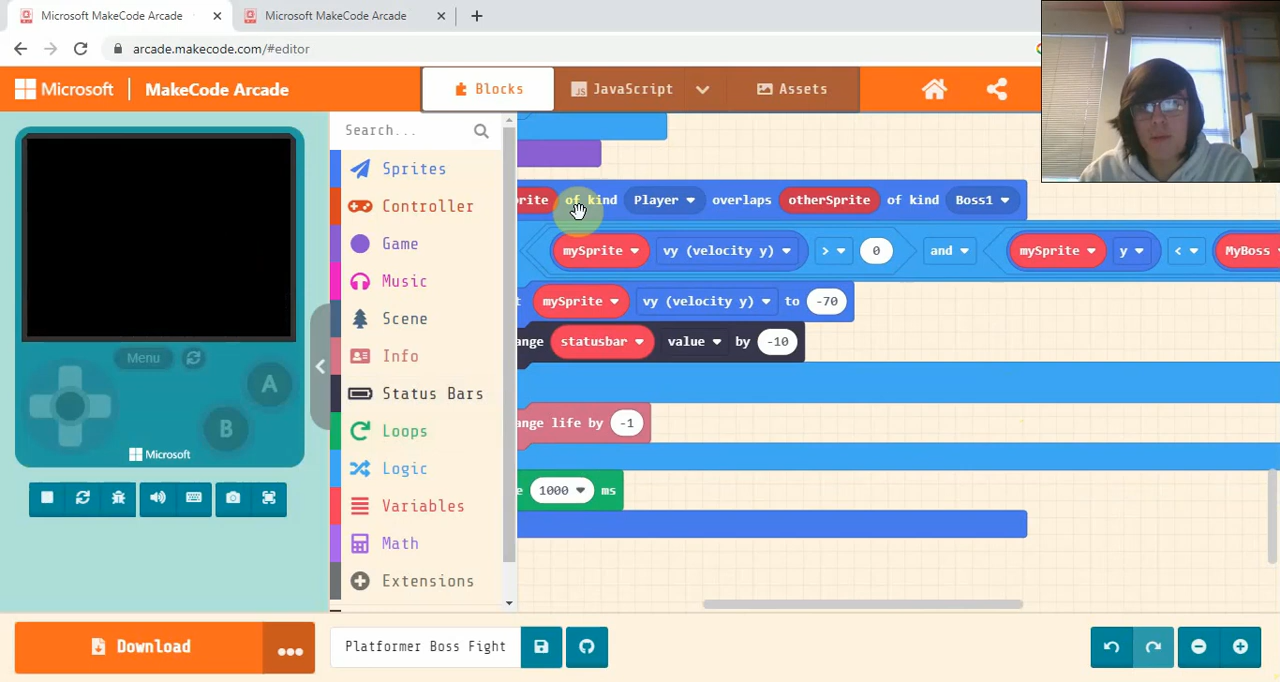 Microsoft MakeCode Arcade
Microsoft MakeCode Arcade
arcade.makecode.com/#editor
Microsoft
MakeCode Arcade
Blocks
JavaScript
Assets
Search...
Sprites
Controller
Game
Music
Scene
Info
Status Bars
Loops
Logic
Variables
Math
Extensions
Menu
A
B
Microsoft
rite of kind Player overlaps otherSprite of kind Boss1
mySprite vy (velocity y) > 0 and mySprite y < MyBoss
t mySprite vy (velocity y) to -70
nge statusbar value by -10
ange life by -1
e 1000 ms
Download
Platformer Boss Fight